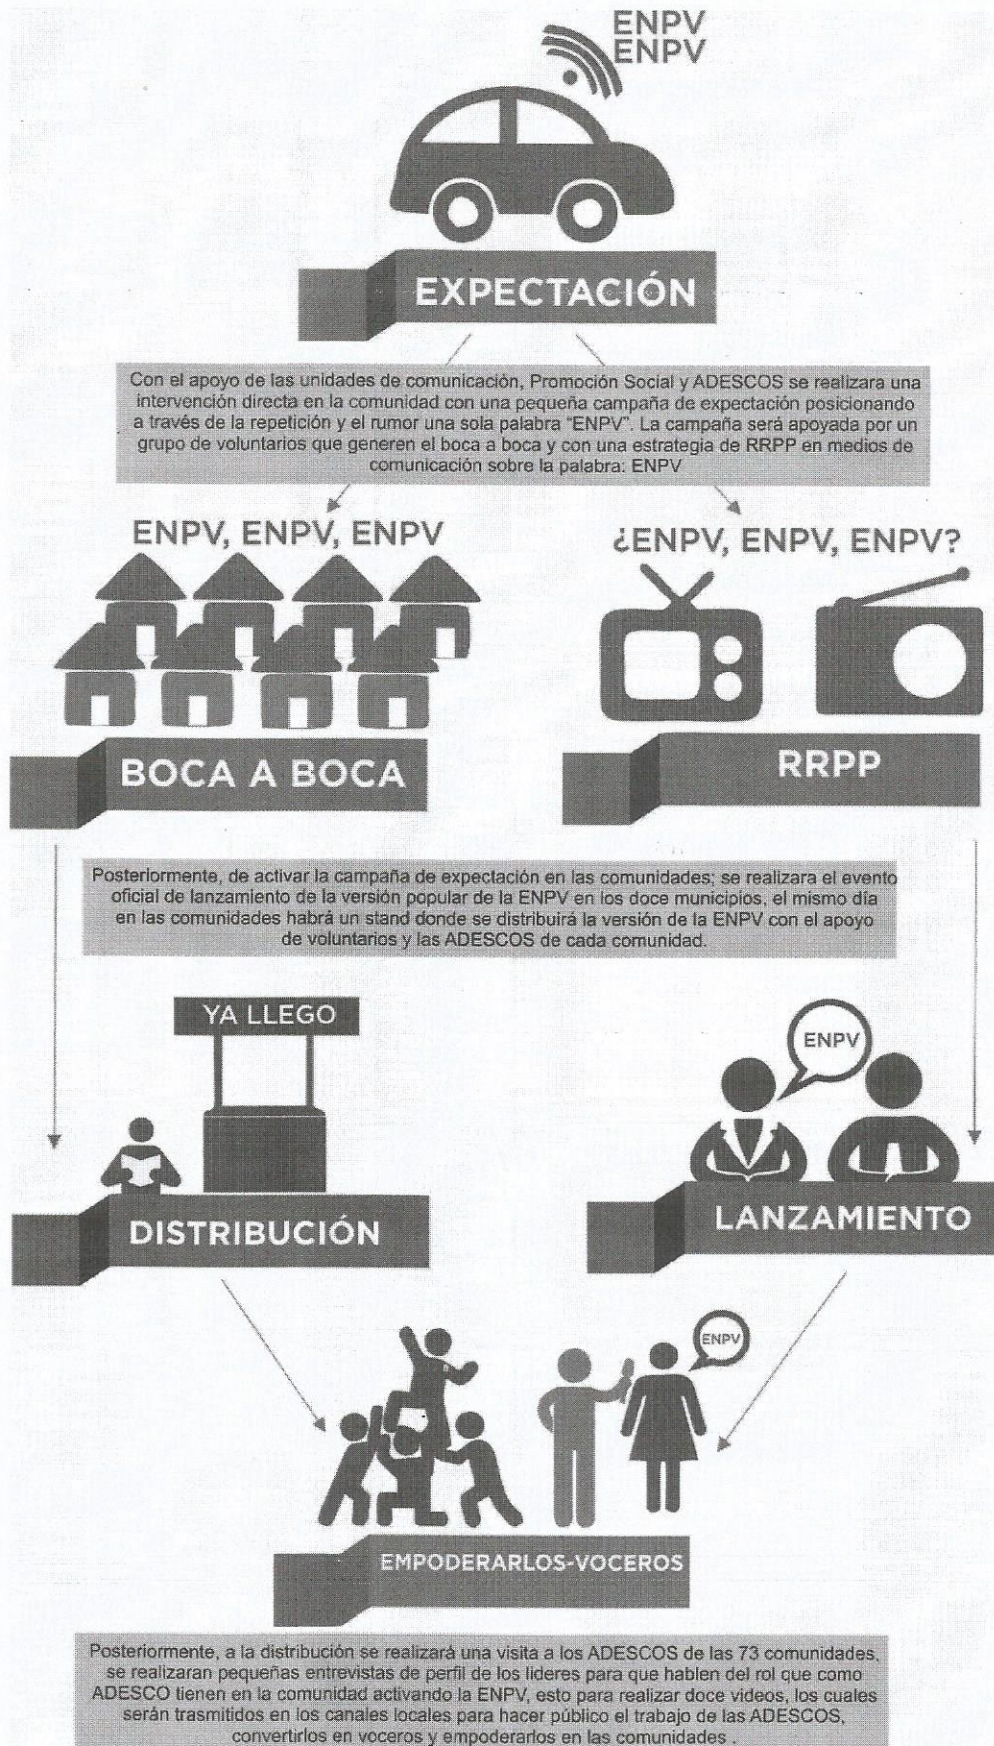 ENPV
ENPV
EXPECTACIÓN
Con el apoyo de las unidades de comunicación, Promoción Social y ADESCOS se realizara una
intervención directa en la comunidad con una pequeña campaña de expectación posicionando
a través de la repetición y el rumor una sola palabra "ENPV". La campaña será apoyada por un
grupo de voluntarios que generen el boca a boca y con una estrategia de RRPP en medios de
comunicación sobre la palabra: ENPV
ENPV, ENPV, ENPV
¿ENPV, ENPV, ENPV?
BOCA A BOCA
RRPP
Posteriormente, de activar la campaña de expectación en las comunidades; se realizara el evento
oficial de lanzamiento de la versión popular de la ENPV en los doce municipios, el mismo día
en las comunidades habrá un stand donde se distribuirá la versión de la ENPV con el apoyo
de voluntarios y las ADESCOS de cada comunidad.
YA LLEGO
ENPV
DISTRIBUCIÓN
LANZAMIENTO
ENPV
EMPODERARLOS-VOCEROS
Posteriormente, a la distribución se realizará una visita a los ADESCOS de las 73 comunidades,
se realizaran pequeñas entrevistas de perfil de los lideres para que hablen del rol que como
ADESCO tienen en la comunidad activando la ENPV, esto para realizar doce videos, los cuales
serán trasmitidos en los canales locales para hacer público el trabajo de las ADESCOS,
convertirlos en voceros y empoderarlos en las comunidades .